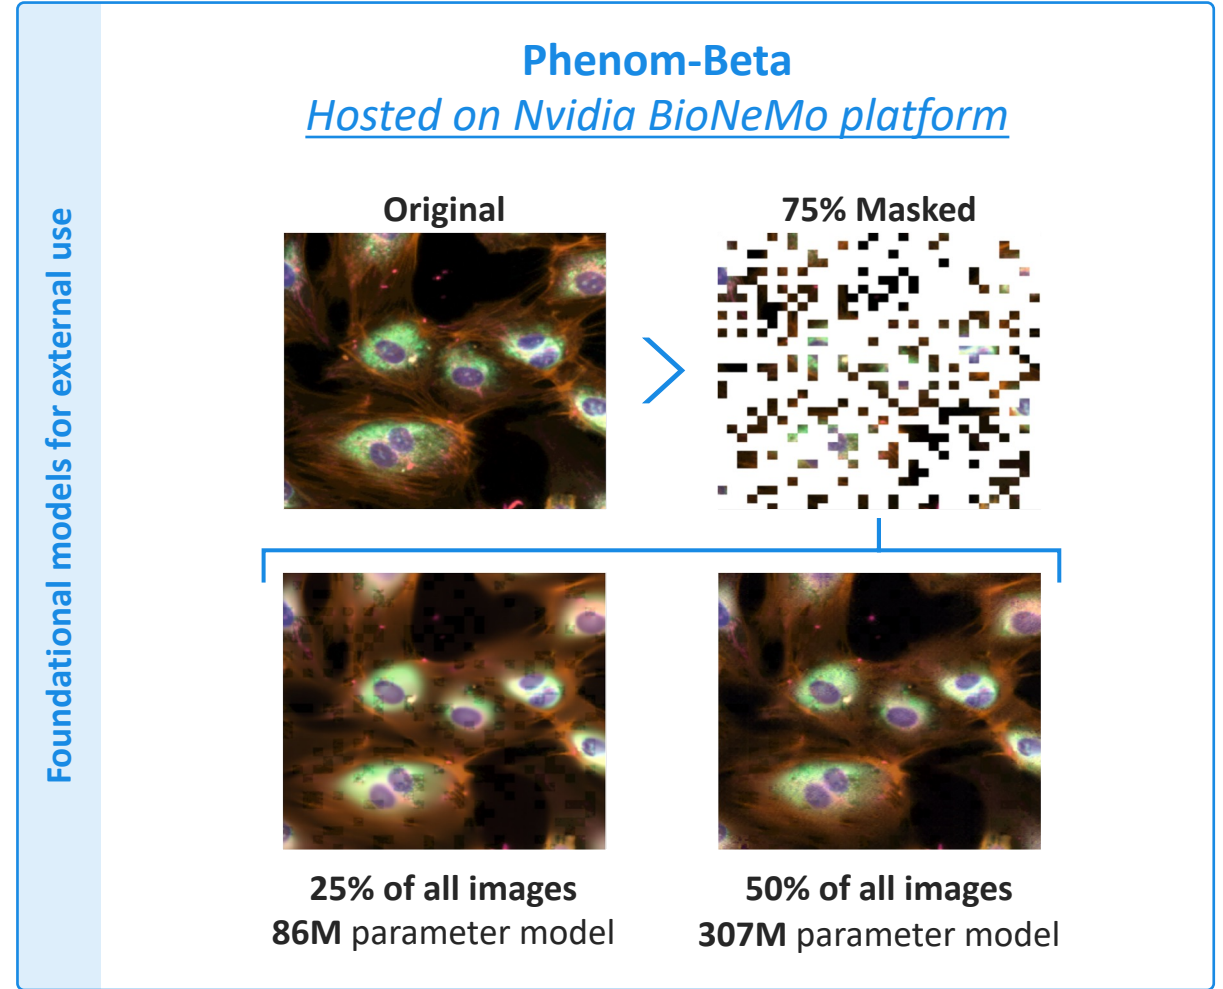 Phenom-Beta
Hosted on Nvidia BioNeMo platform
Foundational models for external use
Original
75% Masked
25% of all images
86M parameter model
50% of all images
307M parameter model